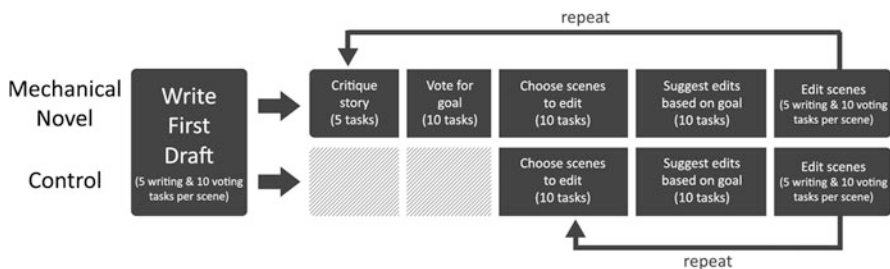 repeat
Mechanical
Novel
Write
First
Draft
(5 writing & 10 voting
tasks per scene)
Critique
story
(5 tasks)
Vote for
goal
(10 tasks)
Choose scenes
to edit
(10 tasks)
Suggest edits
based on goal
(10 tasks)
Edit scenes
(5 writing & 10 voting
tasks per scene)
Control
Choose scenes
to edit
(10 tasks)
Suggest edits
based on goal
(10 tasks)
Edit scenes
(5 writing & 10 voting
tasks per scene)
repeat